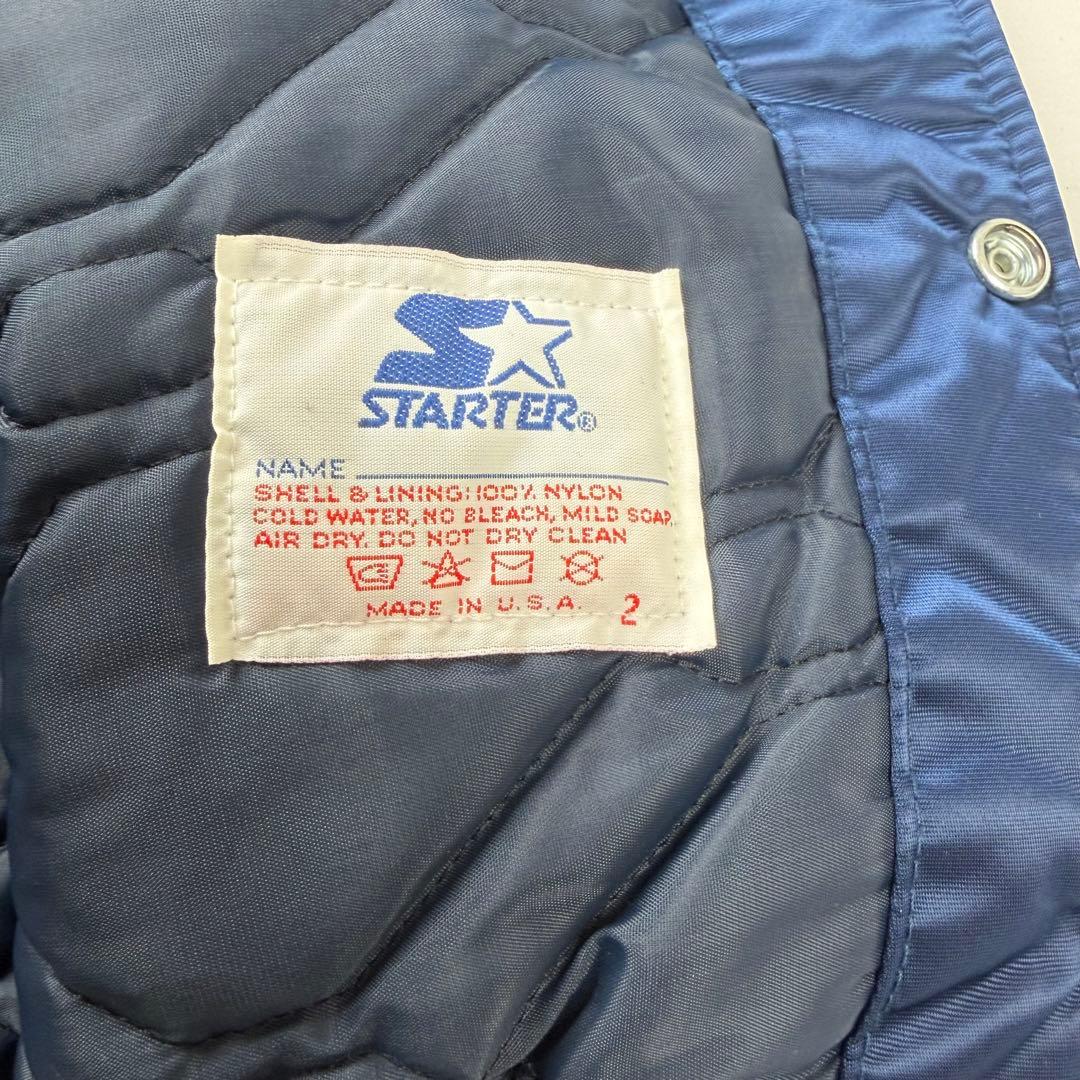 STARTER®
NAME
SHELL & LINING: 100% NYLON
COLD WATER, NO BLEACH, MILD SOAP.
AIR DRY. DO NOT DRY CLEAN
MADE IN U.S.A. 2